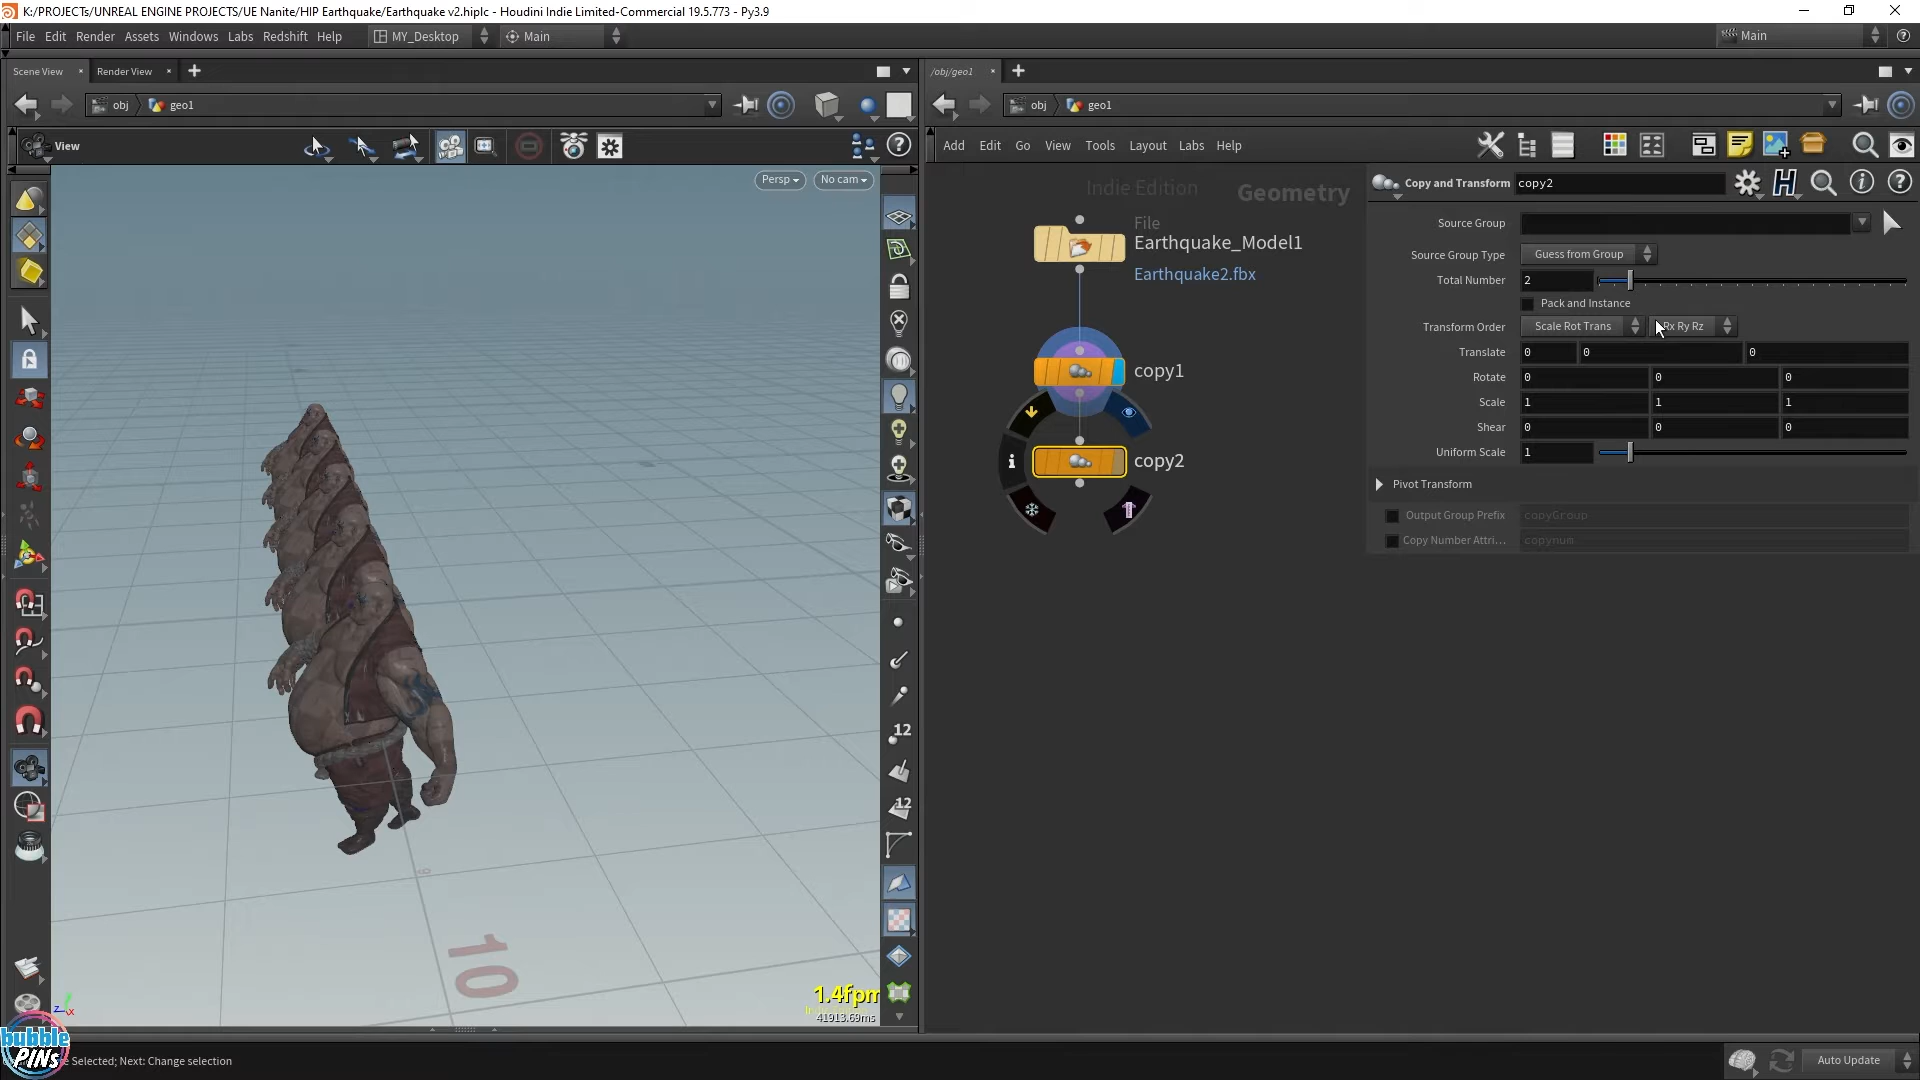 K:/PROJECTs/UNREAL ENGINE PROJECTS/UE Nanite/HIP Earthquake/Earthquake v2.hiplc - Houdini Indie Limited-Commercial 19.5.773 - Py3.9
File Edit Render Assets Windows Labs Redshift Help MY_Desktop Main Main
Scene View Render View /obj/geo1
obj geo1 obj geo1
View Add Edit Go View Tools Layout Labs Help
Persp No cam
Indie Edition Geometry
Copy and Transform copy2
File
Earthquake_Model1
Earthquake2.fbx
copy1
copy2
Source Group
Source Group Type Guess from Group
Total Number 2
Pack and Instance
Transform Order Scale Rot Trans Rx Ry Rz
Translate 0 0 0
Rotate 0 0 0
Scale 1 1 1
Shear 0 0 0
Uniform Scale 1
Pivot Transform
Output Group Prefix copyGroup
Copy Number Attri... copynum
12
12
10
1.4fpm
41913.69ms
z x
bubble
PINs
Selected; Next: Change selection
Auto Update